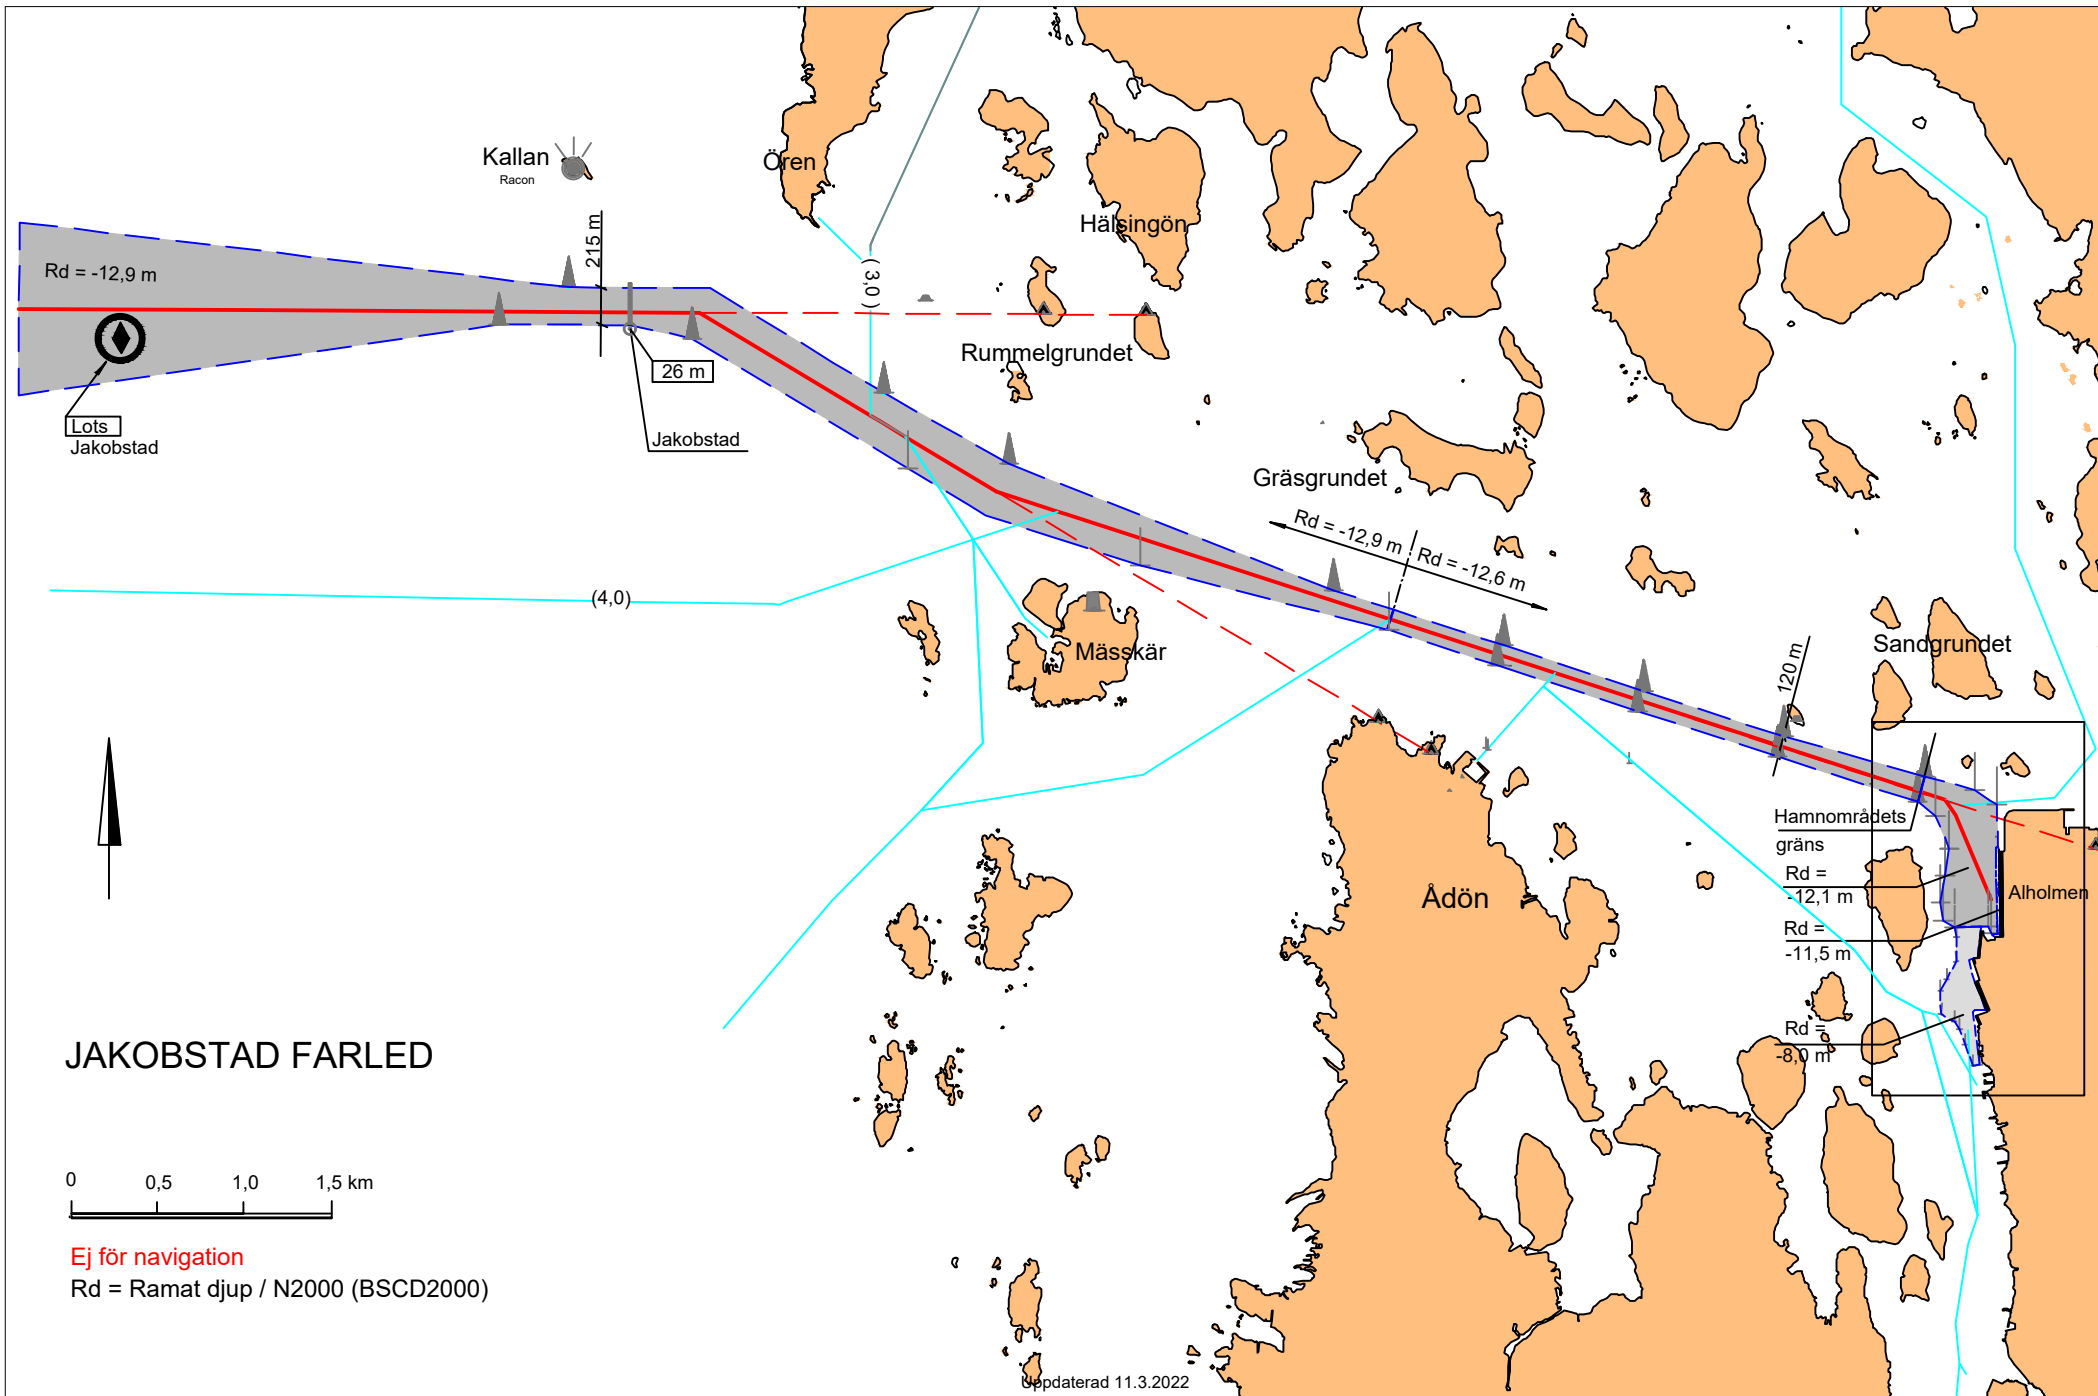 Kallan
Racon
Ören
215 m
Hälsingön
( 3,0 )
Rd = -12,9 m
Rummelgrundet
26 m
Lots
Jakobstad
Jakobstad
Gräsgrundet
Rd = -12,9 m
Rd = -12,6 m
(4,0)
Mässkär
120 m
Sandgrundet
Hamnområdets
gräns
Rd =
-12,1 m
Alholmen
Ådön
Rd =
-11,5 m
Rd =
-8,0 m
JAKOBSTAD FARLED
0 0,5 1,0 1,5 km
Ej för navigation
Rd = Ramat djup / N2000 (BSCD2000)
Uppdaterad 11.3.2022